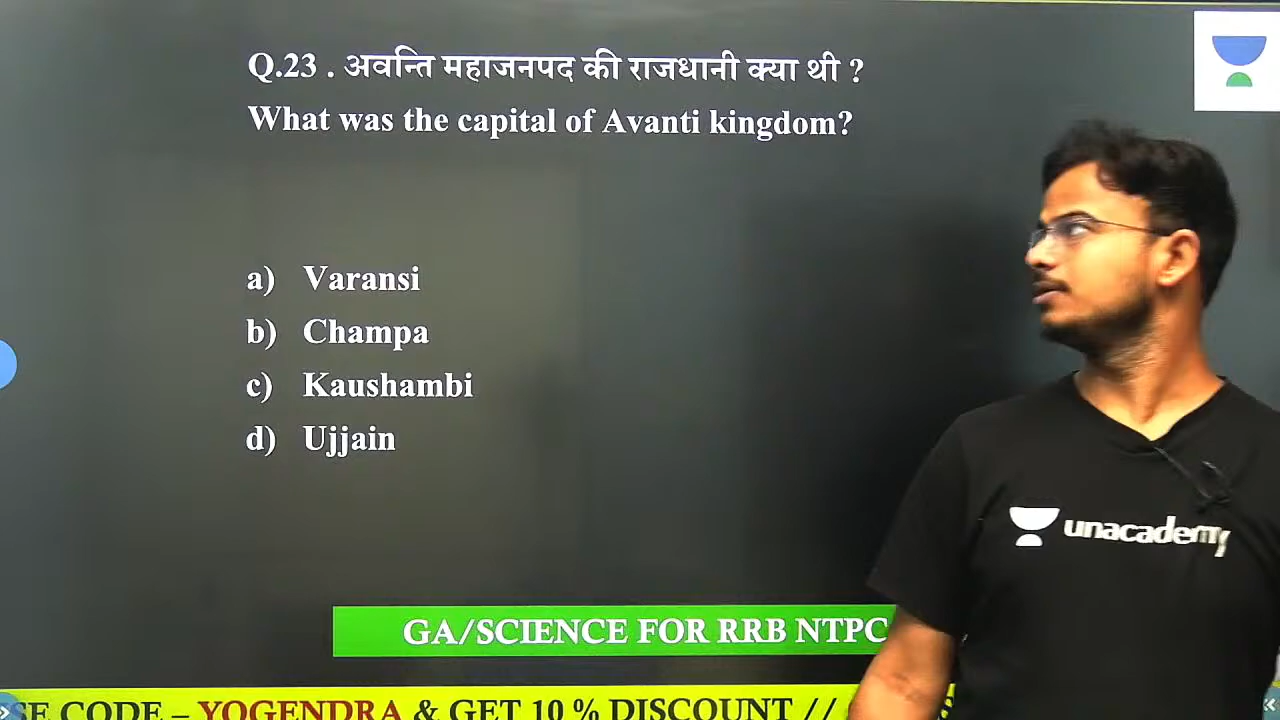 Q.23 . अवन्ति महाजनपद की राजधानी क्या थी ?
What was the capital of Avanti kingdom?
a) Varansi
b) Champa
c) Kaushambi
d) Ujjain
unacademy
GA/SCIENCE FOR RRB NTPC
CODE – YOGENDRA & GET 10 % DISCOUNT //